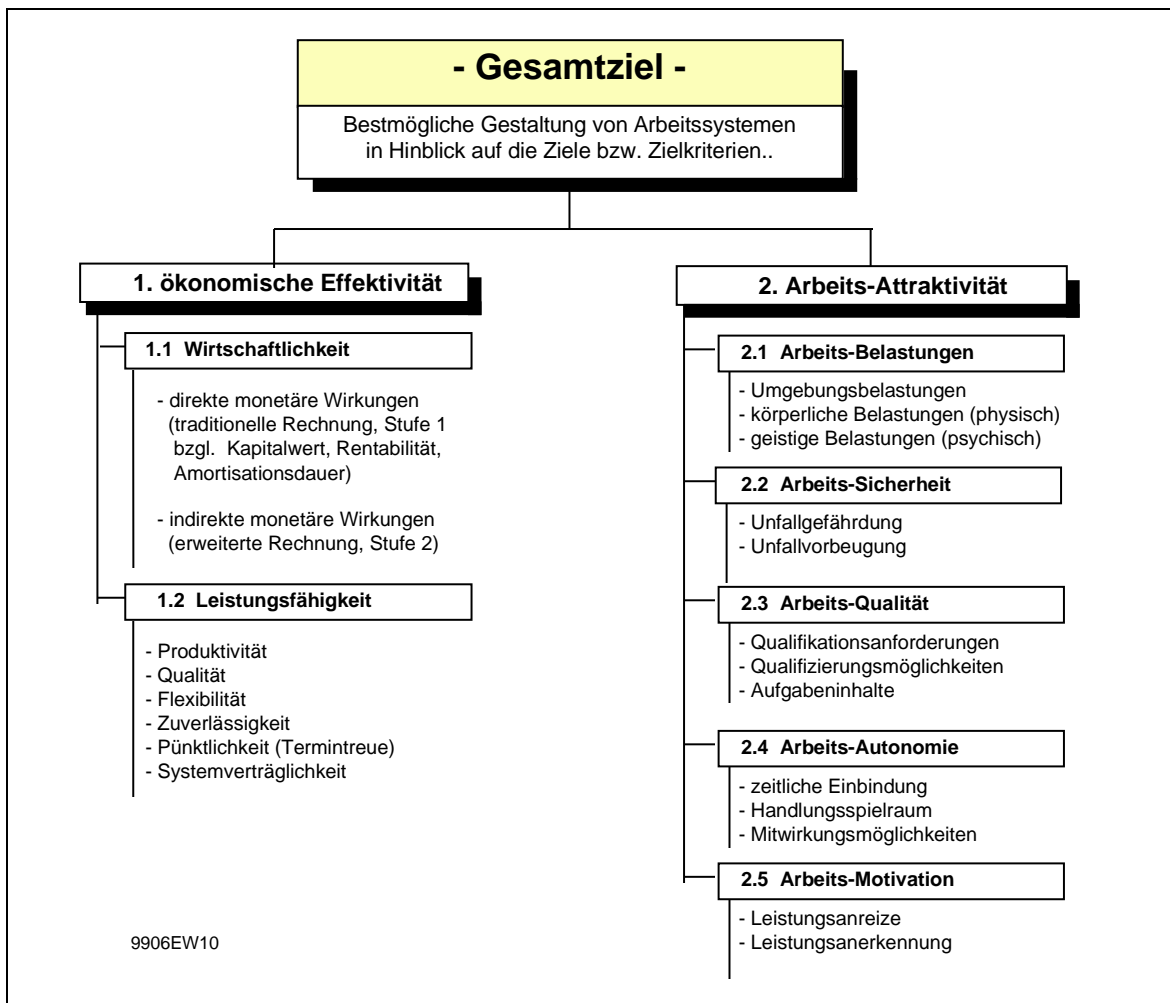 - Gesamtziel -
Bestmögliche Gestaltung von Arbeitssystemen
in Hinblick auf die Ziele bzw. Zielkriterien..
1. ökonomische Effektivität
1.1 Wirtschaftlichkeit
- direkte monetäre Wirkungen
(traditionelle Rechnung, Stufe 1
bzgl. Kapitalwert, Rentabilität,
Amortisationsdauer)
- indirekte monetäre Wirkungen
(erweiterte Rechnung, Stufe 2)
1.2 Leistungsfähigkeit
- Produktivität
- Qualität
- Flexibilität
- Zuverlässigkeit
- Pünktlichkeit (Termintreue)
- Systemverträglichkeit
2. Arbeits-Attraktivität
2.1 Arbeits-Belastungen
- Umgebungsbelastungen
- körperliche Belastungen (physisch)
- geistige Belastungen (psychisch)
2.2 Arbeits-Sicherheit
- Unfallgefährdung
- Unfallvorbeugung
2.3 Arbeits-Qualität
- Qualifikationsanforderungen
- Qualifizierungsmöglichkeiten
- Aufgabeninhalte
2.4 Arbeits-Autonomie
- zeitliche Einbindung
- Handlungsspielraum
- Mitwirkungsmöglichkeiten
2.5 Arbeits-Motivation
- Leistungsanreize
- Leistungsanerkennung
9906EW10